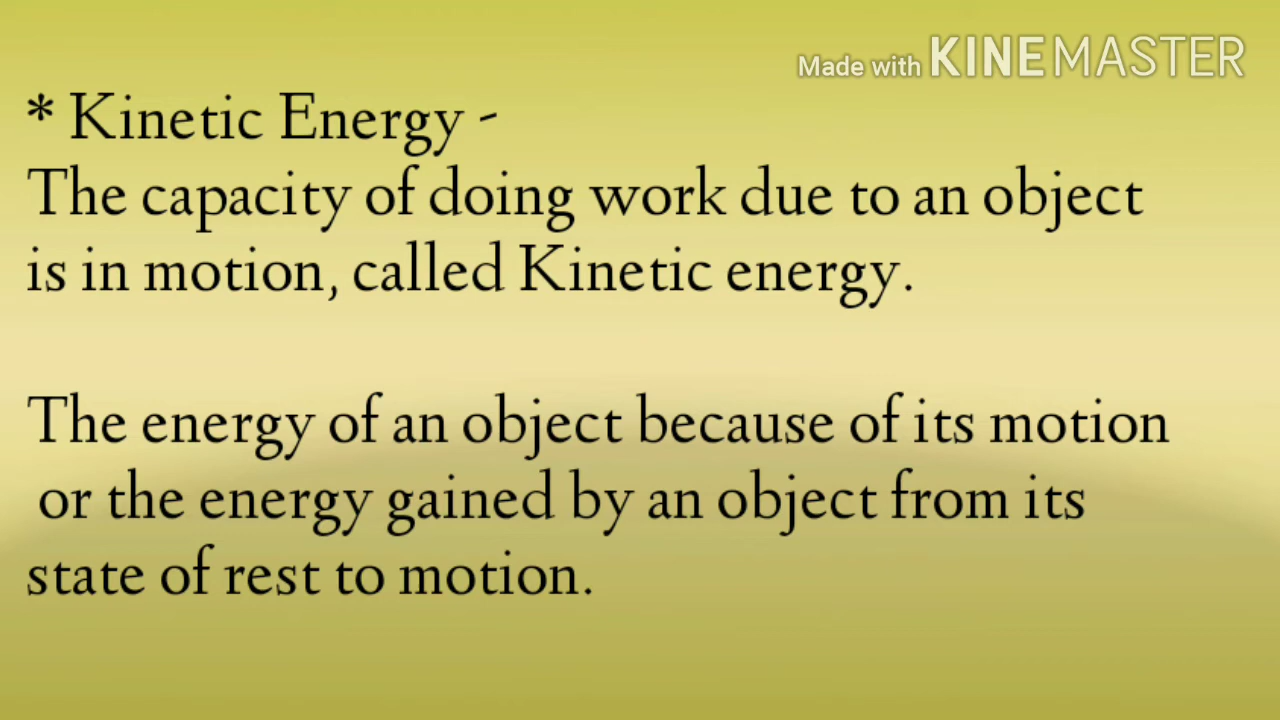 Made with KINEMASTER
* Kinetic Energy -
The capacity of doing work due to an object
is in motion, called Kinetic energy.
The energy of an object because of its motion
or the energy gained by an object from its
state of rest to motion.